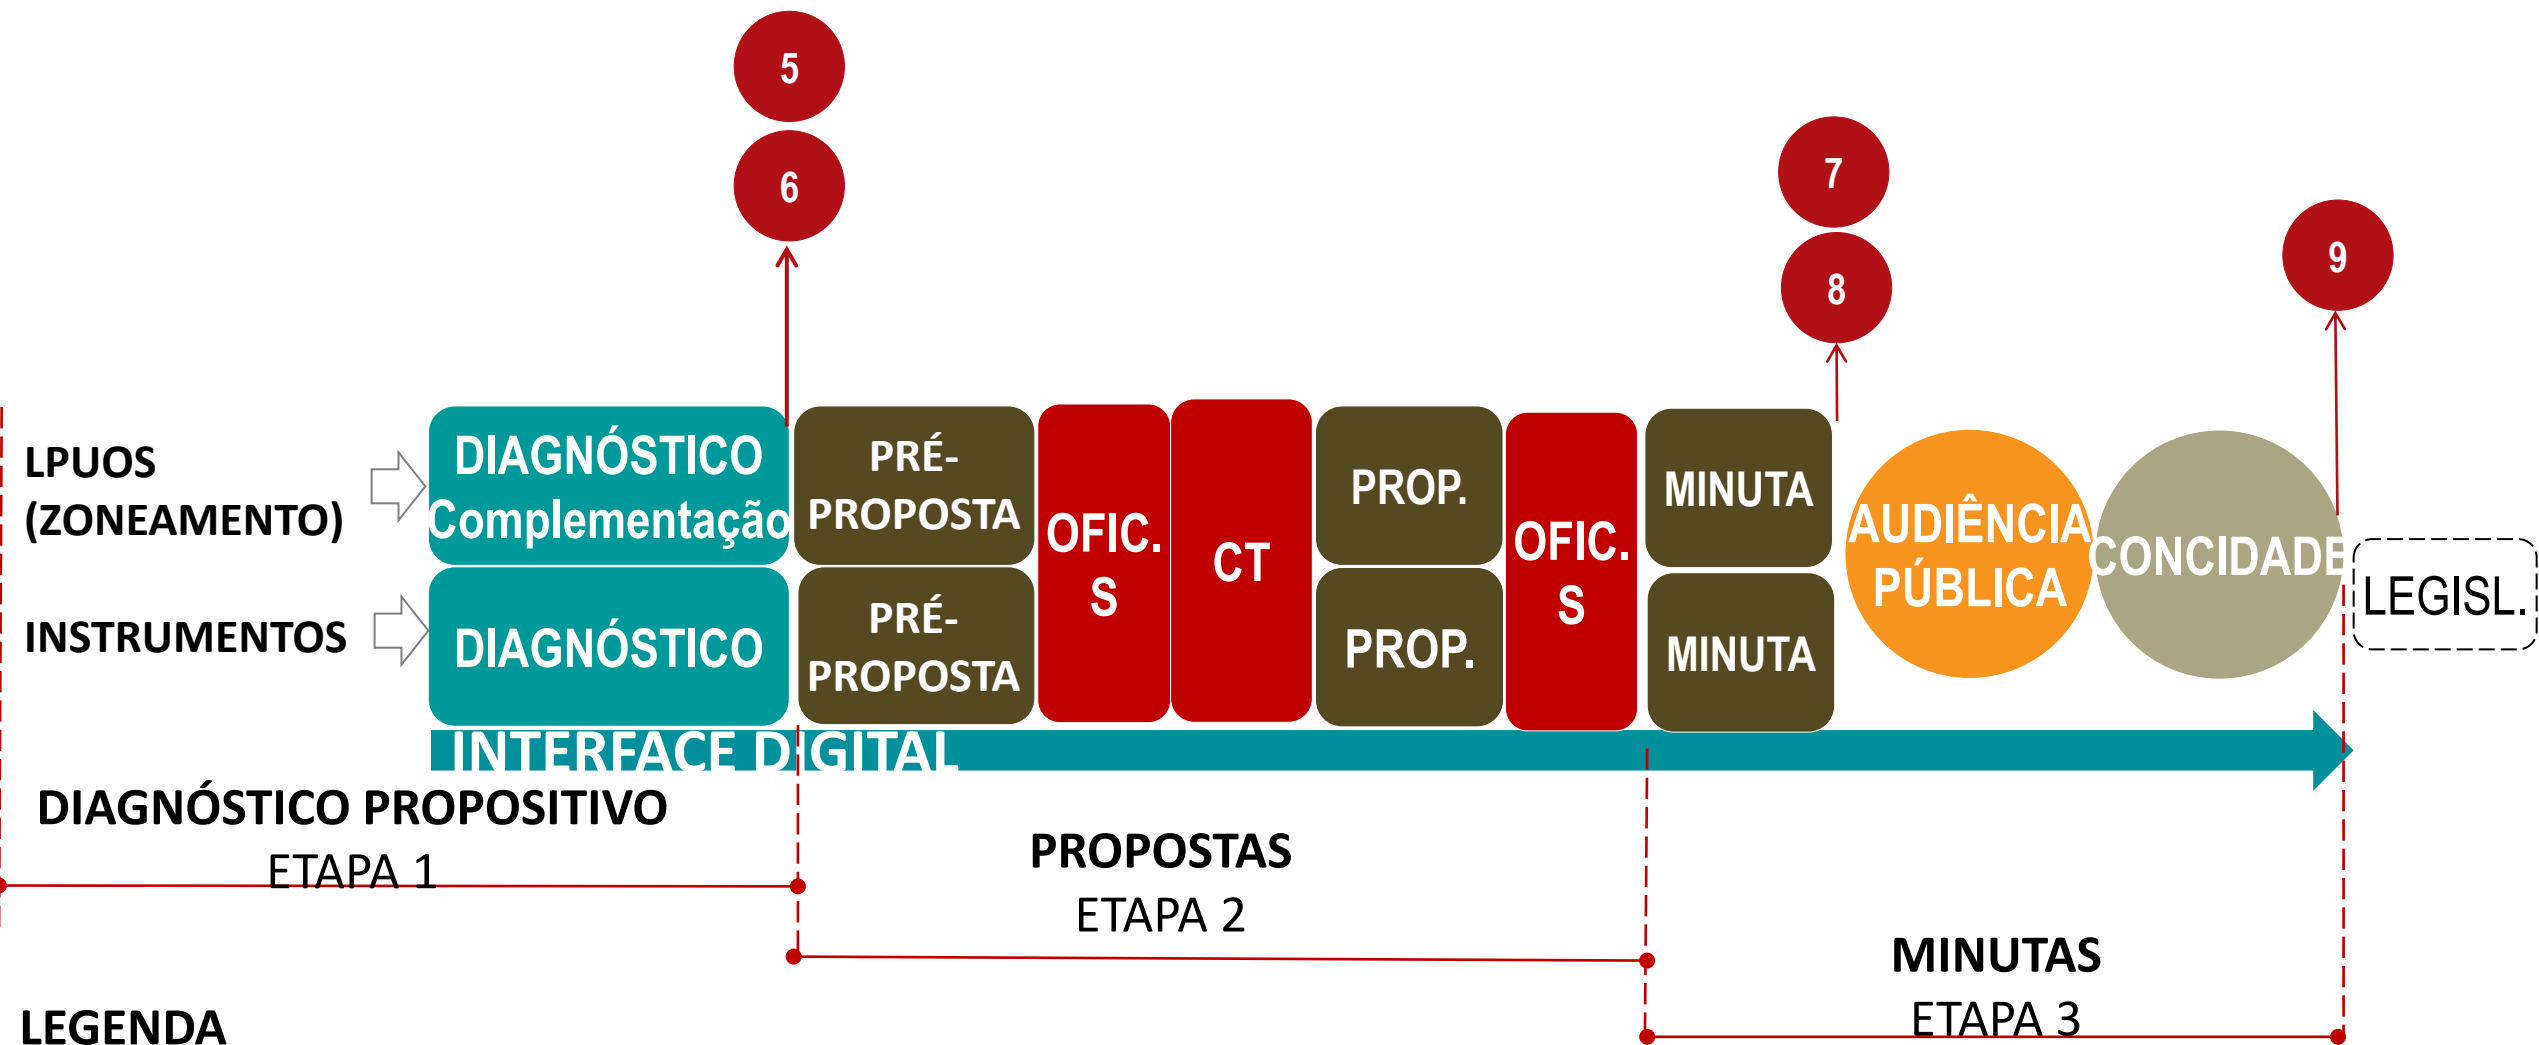 5
6
7
8
9
LPUOS
(ZONEAMENTO)
DIAGNÓSTICO
Complementação
PRÉ-
PROPOSTA
OFIC.
S
CT
PROP.
OFIC.
S
MINUTA
AUDIÊNCIA
PÚBLICA
CONCIDADE
LEGISL.
INSTRUMENTOS
DIAGNÓSTICO
PRÉ-
PROPOSTA
PROP.
MINUTA
INTERFACE DIGITAL
DIAGNÓSTICO PROPOSITIVO
ETAPA 1
PROPOSTAS
ETAPA 2
MINUTAS
ETAPA 3
LEGENDA